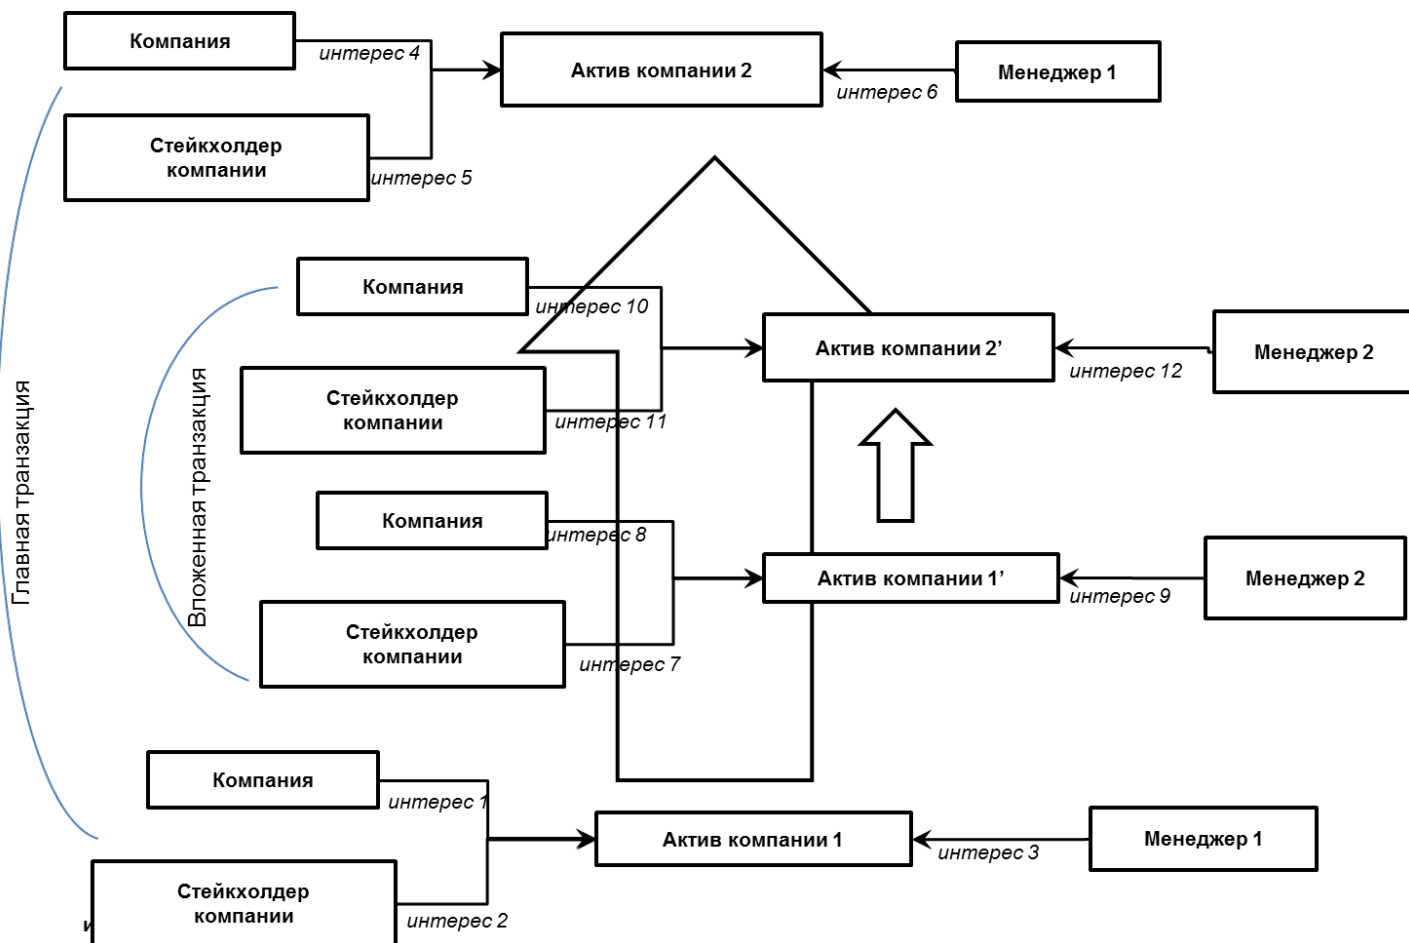 Компания
интерес 4
Актив компании 2
Менеджер 1
интерес 6
Стейкхолдер
компании
интерес 5
Компания
интерес 10
Актив компании 2’
Менеджер 2
интерес 12
Стейкхолдер
компании
интерес 11
Главная транзакция
Вложенная транзакция
Компания
интерес 8
Актив компании 1’
Менеджер 2
интерес 9
Стейкхолдер
компании
интерес 7
Компания
интерес 1
Актив компании 1
Менеджер 1
интерес 3
Стейкхолдер
компании
интерес 2